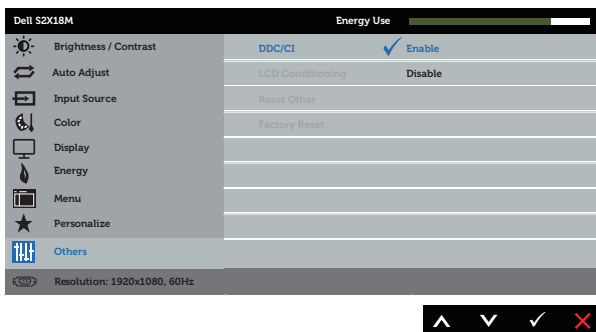 Dell S2X18M Energy Use
Brightness / Contrast DDC/CI Enable
Auto Adjust LCD Conditioning Disable
Input Source Reset Other
Color Factory Reset
Display
Energy
Menu
Personalize
Others
Resolution: 1920x1080, 60Hz